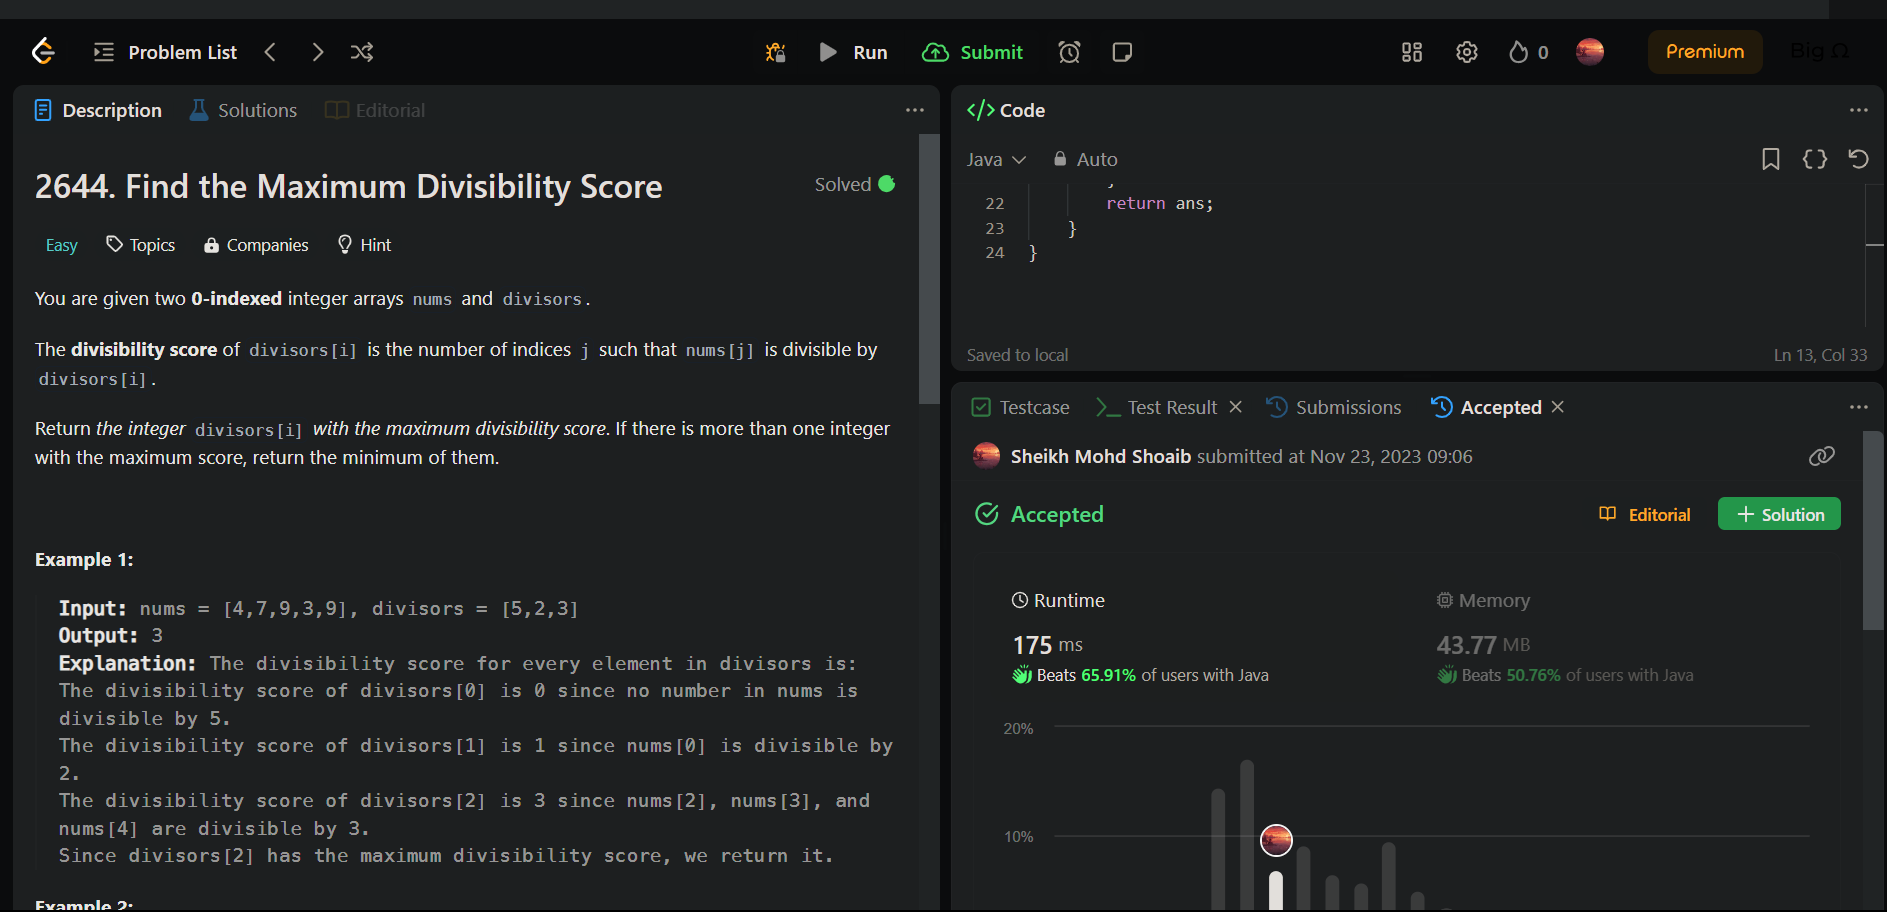 Problem List
Run
Submit
0
Premium
Big Ω
Description
Solutions
Editorial
2644. Find the Maximum Divisibility Score
Solved
Easy
Topics
Companies
Hint
You are given two 0-indexed integer arrays nums and divisors.
The divisibility score of divisors[i] is the number of indices j such that nums[j] is divisible by
divisors[i].
Return the integer divisors[i] with the maximum divisibility score. If there is more than one integer
with the maximum score, return the minimum of them.
Example 1:
Input: nums = [4,7,9,3,9], divisors = [5,2,3]
Output: 3
Explanation: The divisibility score for every element in divisors is:
The divisibility score of divisors[0] is 0 since no number in nums is
divisible by 5.
The divisibility score of divisors[1] is 1 since nums[0] is divisible by
2.
The divisibility score of divisors[2] is 3 since nums[2], nums[3], and
nums[4] are divisible by 3.
Since divisors[2] has the maximum divisibility score, we return it.
Example 2:
</> Code
Java
Auto
22 return ans;
23 }
24 }
Saved to local
Ln 13, Col 33
Testcase
Test Result
Submissions
Accepted
Sheikh Mohd Shoaib submitted at Nov 23, 2023 09:06
Accepted
Editorial
+ Solution
Runtime
175 ms
Beats 65.91% of users with Java
Memory
43.77 MB
Beats 50.76% of users with Java
20%
10%